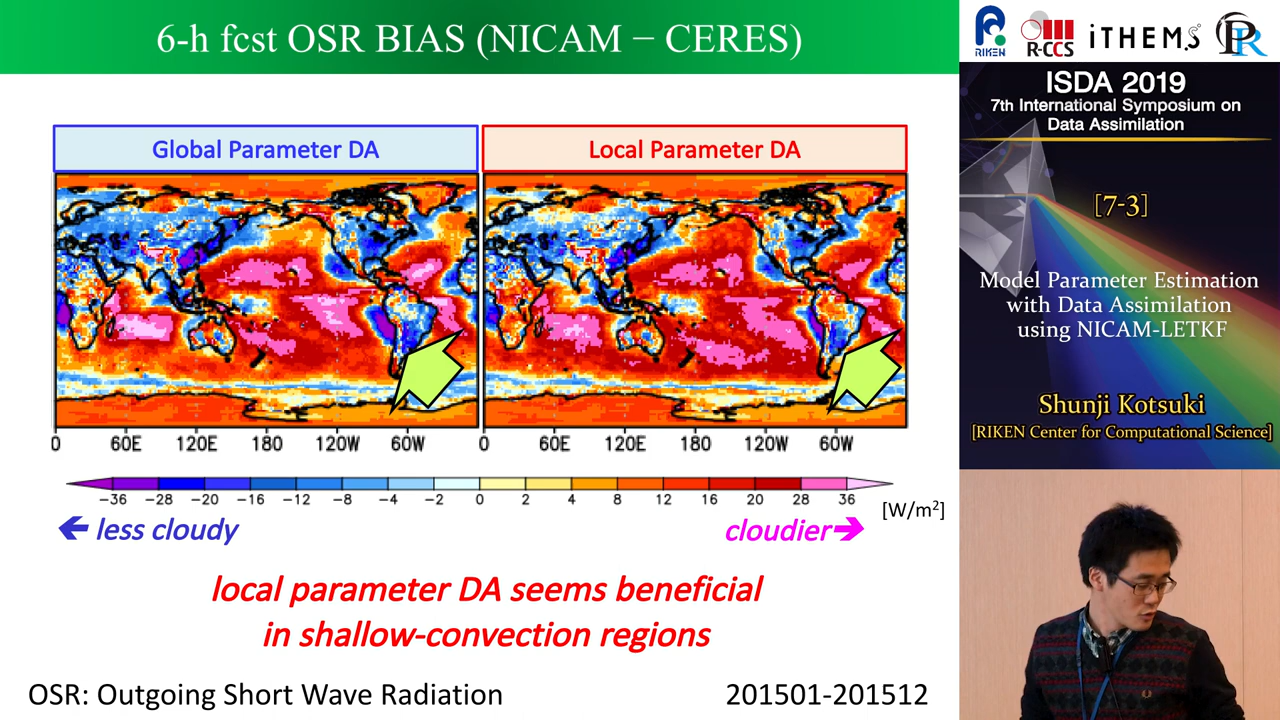 6-h fcst OSR BIAS (NICAM − CERES)
Global Parameter DA
Local Parameter DA
0 60E 120E 180 120W 60W
0 60E 120E 180 120W 60W
−36 −28 −20 −16 −12 −8 −4 −2 0 2 4 8 12 16 20 28 36
[W/m²]
← less cloudy
cloudier→
local parameter DA seems beneficial
in shallow-convection regions
OSR: Outgoing Short Wave Radiation
201501-201512
RIKEN
R-CCS
iTHEMS
PR
ISDA 2019
7th International Symposium on
Data Assimilation
[7-3]
Model Parameter Estimation
with Data Assimilation
using NICAM-LETKF
Shunji Kotsuki
[RIKEN Center for Computational Science]